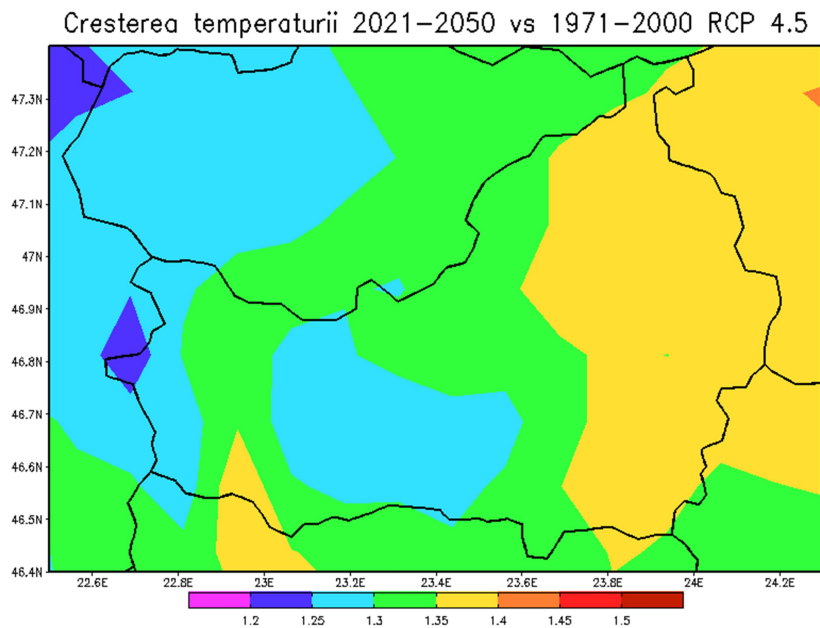 Cresterea temperaturii 2021-2050 vs 1971-2000 RCP 4.5
47.3N
47.2N
47.1N
47N
46.9N
46.8N
46.7N
46.6N
46.5N
46.4N
22.6E 22.8E 23E 23.2E 23.4E 23.6E 23.8E 24E 24.2E
1.2 1.25 1.3 1.35 1.4 1.45 1.5